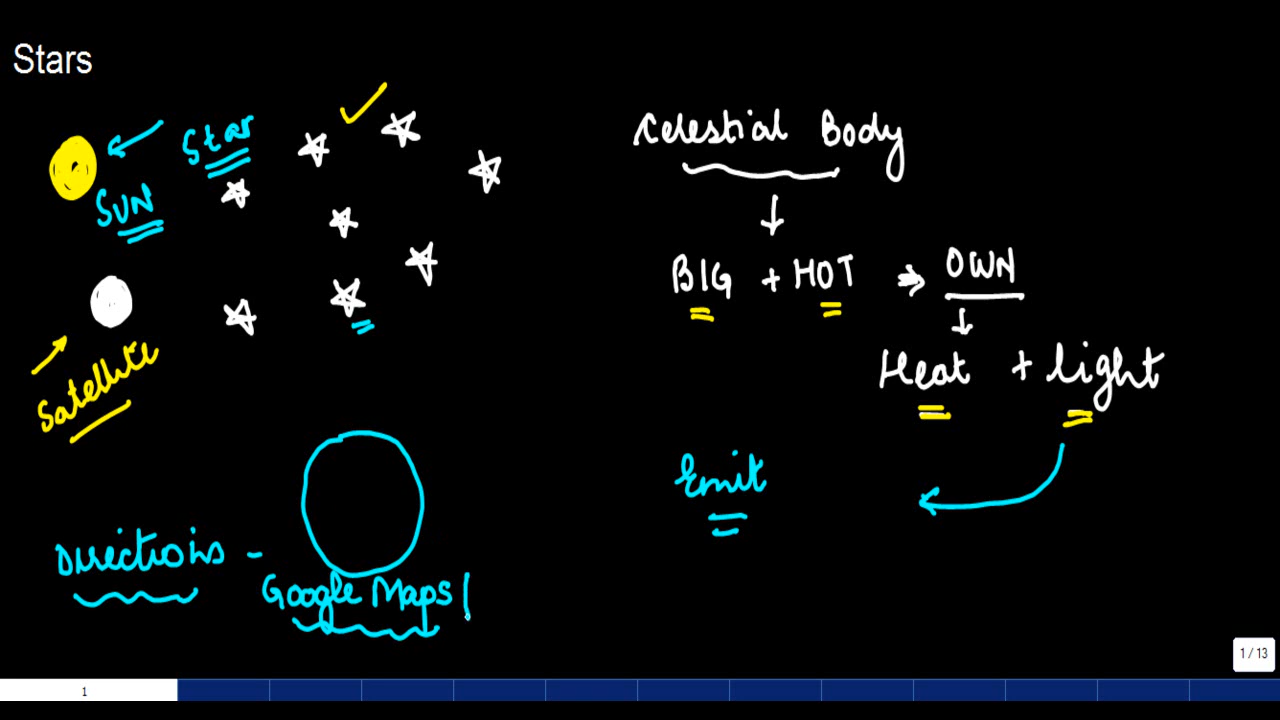 Stars
Star
SUN
Satellite
Celestial Body
BIG + HOT → OWN
Heat + light
Emit
Directions -
Google Maps |
1 / 13
1